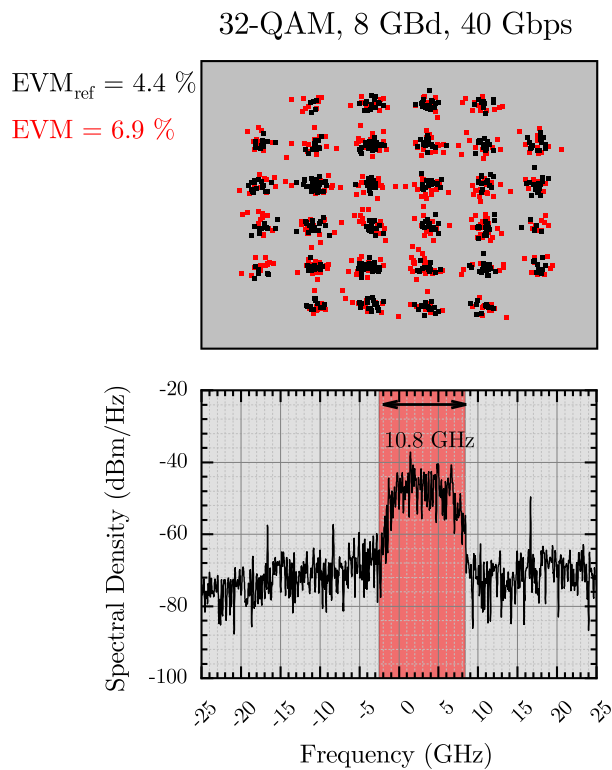 32-QAM, 8 GBd, 40 Gbps
EVM_ref = 4.4 %
EVM = 6.9 %
-20
10.8 GHz
-40
-60
-80
-100
Spectral Density (dBm/Hz)
-25 -20 -15 -10 -5 0 5 10 15 20 25
Frequency (GHz)